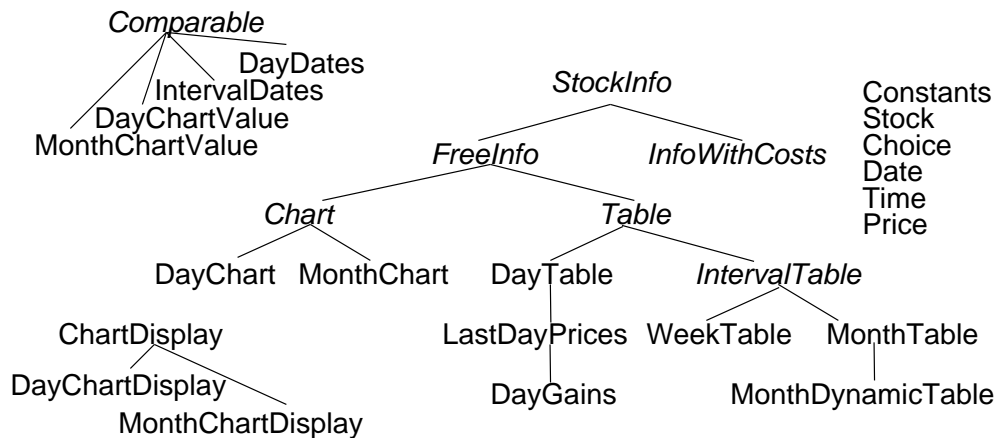 Comparable
DayDates
IntervalDates
DayChartValue
MonthChartValue
StockInfo
FreeInfo InfoWithCosts
Chart Table
DayChart MonthChart DayTable IntervalTable
LastDayPrices WeekTable MonthTable
DayGains MonthDynamicTable
ChartDisplay
DayChartDisplay
MonthChartDisplay
Constants
Stock
Choice
Date
Time
Price